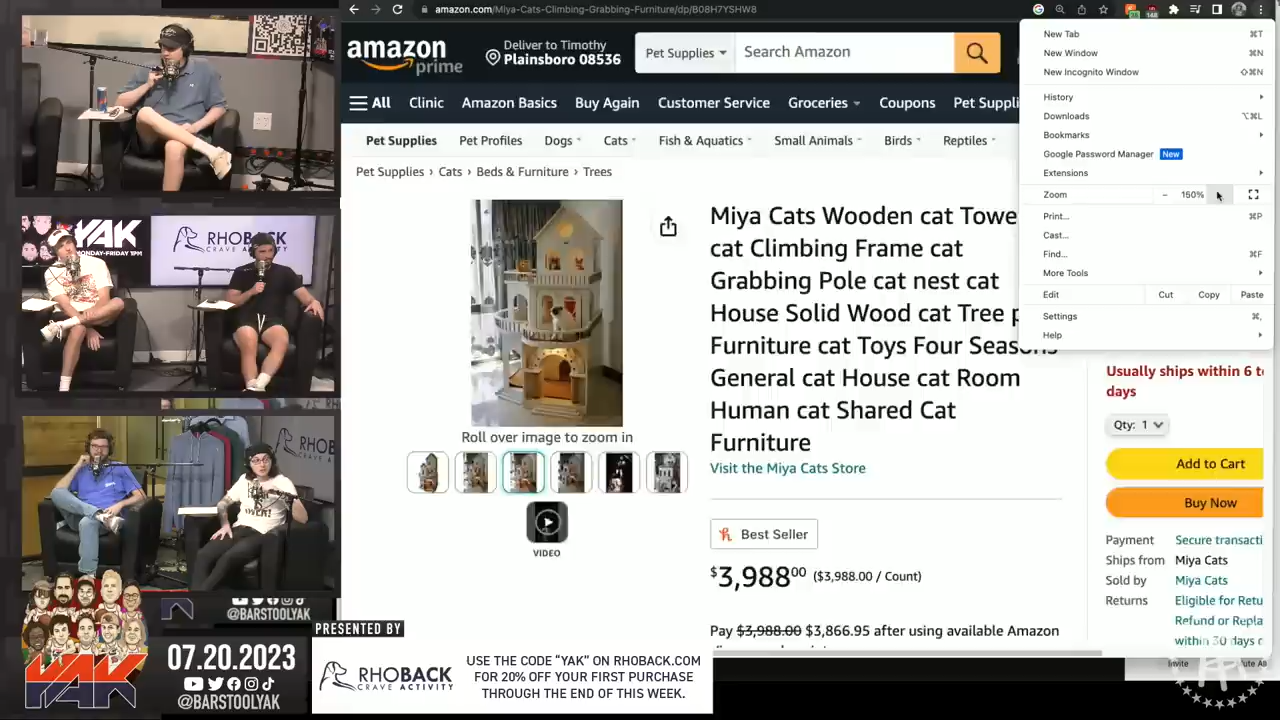 amazon.com/Miya-Cats-Climbing-Grabbing-Furniture/dp/B08H7YSHW8
amazon
prime
Deliver to Timothy
Plainsboro 08536
Pet Supplies
Search Amazon
All
Clinic
Amazon Basics
Buy Again
Customer Service
Groceries
Coupons
Pet Suppli
Pet Supplies
Pet Profiles
Dogs
Cats
Fish & Aquatics
Small Animals
Birds
Reptiles
Pet Supplies › Cats › Beds & Furniture › Trees
Miya Cats Wooden cat Towe
cat Climbing Frame cat
Grabbing Pole cat nest cat
House Solid Wood cat Tree p
Furniture cat Toys Four Seasons
General cat House cat Room
Human cat Shared Cat
Furniture
Visit the Miya Cats Store
Roll over image to zoom in
VIDEO
Best Seller
$3,988⁰⁰ ($3,988.00 / Count)
Pay $3,988.00 $3,866.95 after using available Amazon
New Tab ⌘T
New Window ⌘N
New Incognito Window ⇧⌘N
History
Downloads ⌥⌘L
Bookmarks
Google Password Manager New
Extensions
Zoom - 150%
Print... ⌘P
Cast...
Find... ⌘F
More Tools
Edit Cut Copy Paste
Settings ⌘,
Help
Usually ships within 6 to
days
Qty: 1
Add to Cart
Buy Now
Payment Secure transacti
Ships from Miya Cats
Sold by Miya Cats
Returns Eligible for Retu
Refund or Repla
within 30 days o
Invite
YAK
MONDAY-FRIDAY 1PM
RHOBACK
CRAVE ACTIVITY
RHOBACK
@BARSTOOLYAK
YAK
07.20.2023
@BARSTOOLYAK
PRESENTED BY
RHOBACK
CRAVE ACTIVITY
USE THE CODE "YAK" ON RHOBACK.COM
FOR 20% OFF YOUR FIRST PURCHASE
THROUGH THE END OF THIS WEEK.